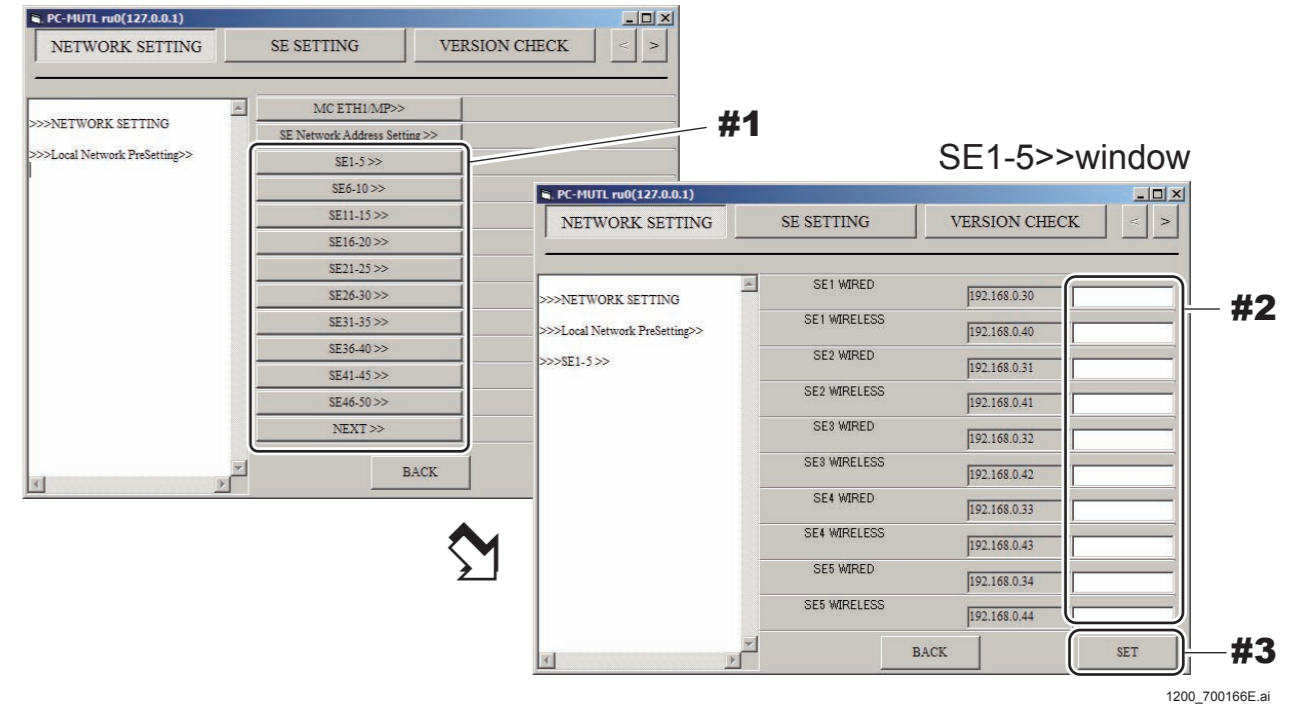 PC-MUTL ru0(127.0.0.1)
NETWORK SETTING
SE SETTING
VERSION CHECK
<
>
>>>NETWORK SETTING
>>>Local Network PreSetting>>
MC ETH1/MP>>
SE Network Address Setting >>
SE1-5 >>
SE6-10 >>
SE11-15 >>
SE16-20 >>
SE21-25 >>
SE26-30 >>
SE31-35 >>
SE36-40 >>
SE41-45 >>
SE46-50 >>
NEXT >>
BACK
#1
SE1-5>>window
PC-MUTL ru0(127.0.0.1)
NETWORK SETTING
SE SETTING
VERSION CHECK
<
>
>>>NETWORK SETTING
>>>Local Network PreSetting>>
>>>SE1-5 >>
SE1 WIRED 192.168.0.30
SE1 WIRELESS 192.168.0.40
SE2 WIRED 192.168.0.31
SE2 WIRELESS 192.168.0.41
SE3 WIRED 192.168.0.32
SE3 WIRELESS 192.168.0.42
SE4 WIRED 192.168.0.33
SE4 WIRELESS 192.168.0.43
SE5 WIRED 192.168.0.34
SE5 WIRELESS 192.168.0.44
BACK
SET
#2
#3
1200_700166E.ai